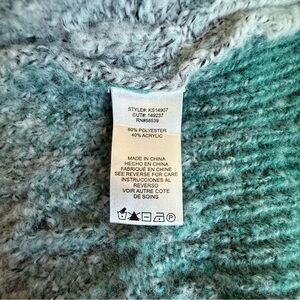 STYLE#: KS14907
CUT#: 149237
RN#58539
60% POLYESTER
40% ACRYLIC
MADE IN CHINA
HECHO EN CHINA
FABRIQUÉ EN CHINE
SEE REVERSE FOR CARE
INSTRUCCIONES AL
REVERSO
VOIR AUTRE COTE
DE SOINS